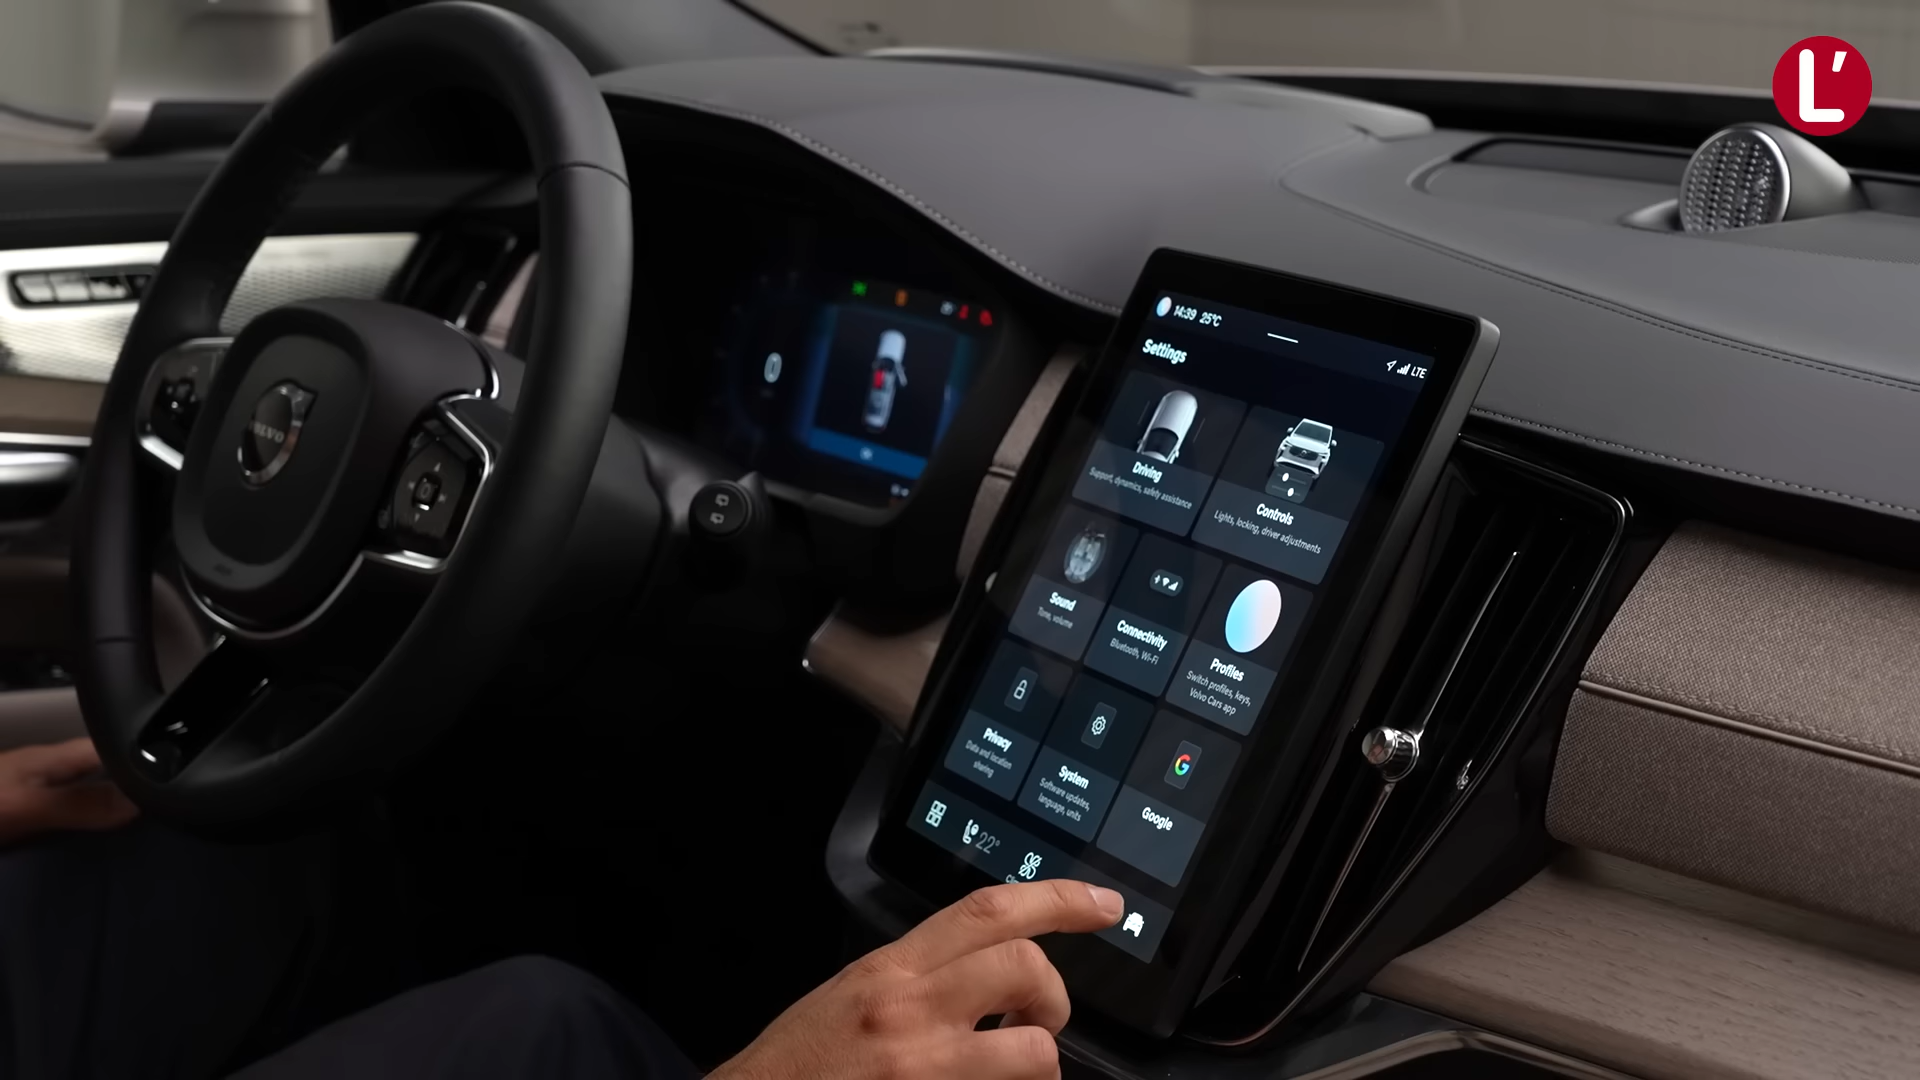 L'
VOLVO
14:39 25°C
LTE
Settings
Driving
Support, dynamics, safety assistance
Controls
Lights, locking, driver adjustments
Sound
Tone, volume
Connectivity
Bluetooth, Wi-Fi
Profiles
Switch profiles, keys,
Volvo Cars app
Privacy
Data and location
sharing
System
Software updates,
language, units
Google
22°